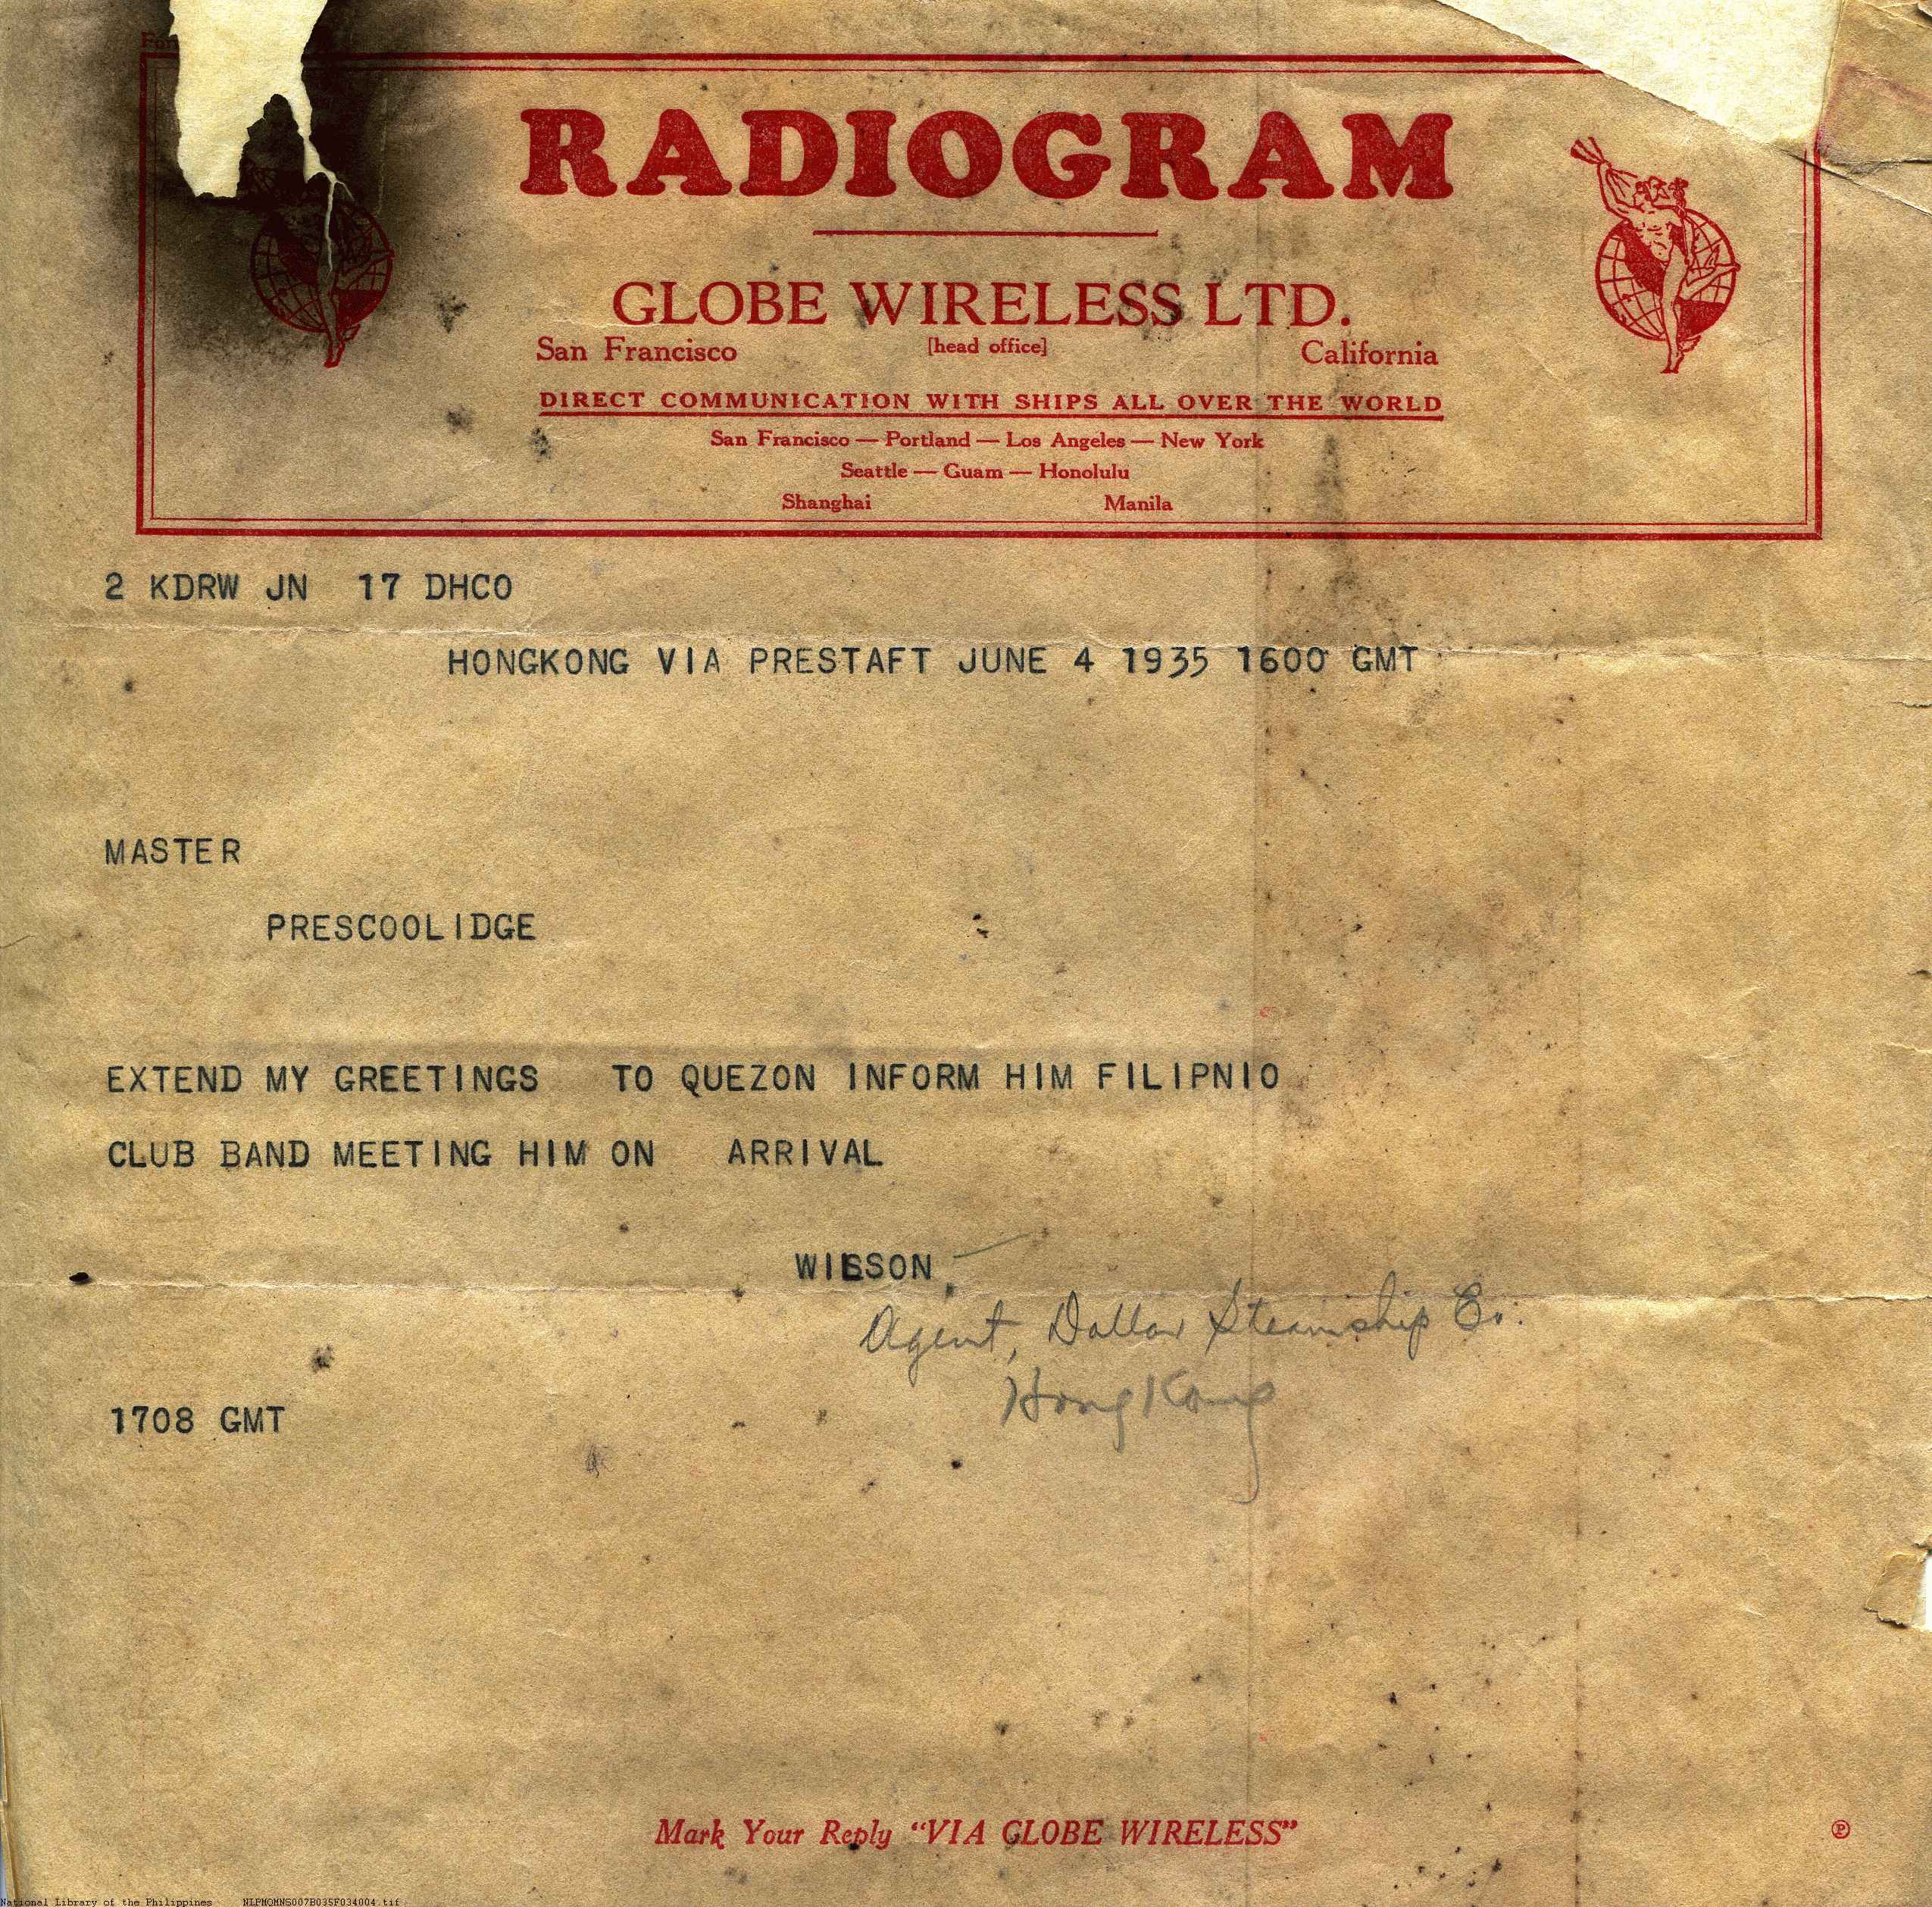 RADIOGRAM
GLOBE WIRELESS LTD.
San Francisco [head office] California
DIRECT COMMUNICATION WITH SHIPS ALL OVER THE WORLD
San Francisco — Portland — Los Angeles — New York
Seattle — Guam — Honolulu
Shanghai Manila
2 KDRW JN 17 DHCO
HONGKONG VIA PRESTAFT JUNE 4 1935 1600 GMT
MASTER
PRESCOOLIDGE
EXTEND MY GREETINGS TO QUEZON INFORM HIM FILIPNIO
CLUB BAND MEETING HIM ON ARRIVAL
Agent, Dollar Steamship Co.
Hong Kong
1708 GMT
Mark Your Reply “VIA GLOBE WIRELESS”
Ⓟ
National Library of the Philippines NLPMQMNS007B035F034004.tif